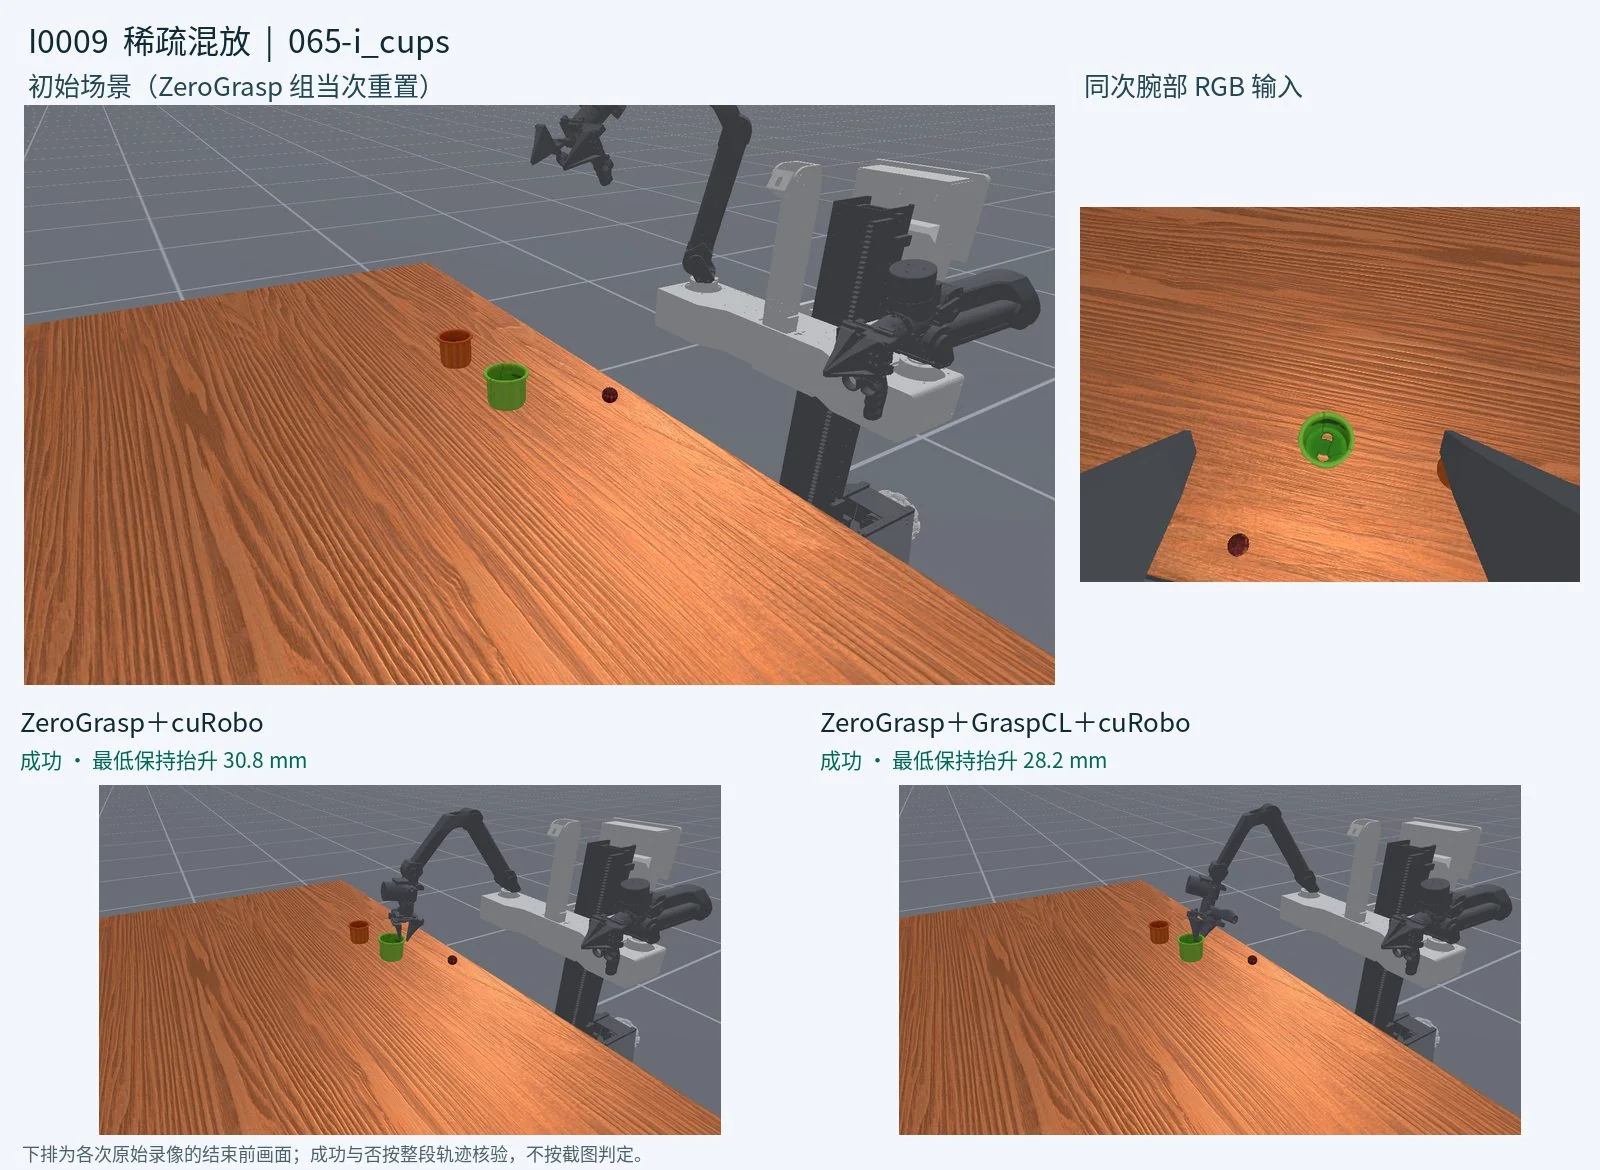 I0009 稀疏混放 | 065-i_cups
初始场景（ZeroGrasp 组当次重置）
同次腕部 RGB 输入
ZeroGrasp＋cuRobo
成功 · 最低保持抬升 30.8 mm
ZeroGrasp＋GraspCL＋cuRobo
成功 · 最低保持抬升 28.2 mm
下排为各次原始录像的结束前画面；成功与否按整段轨迹核验，不按截图判定。